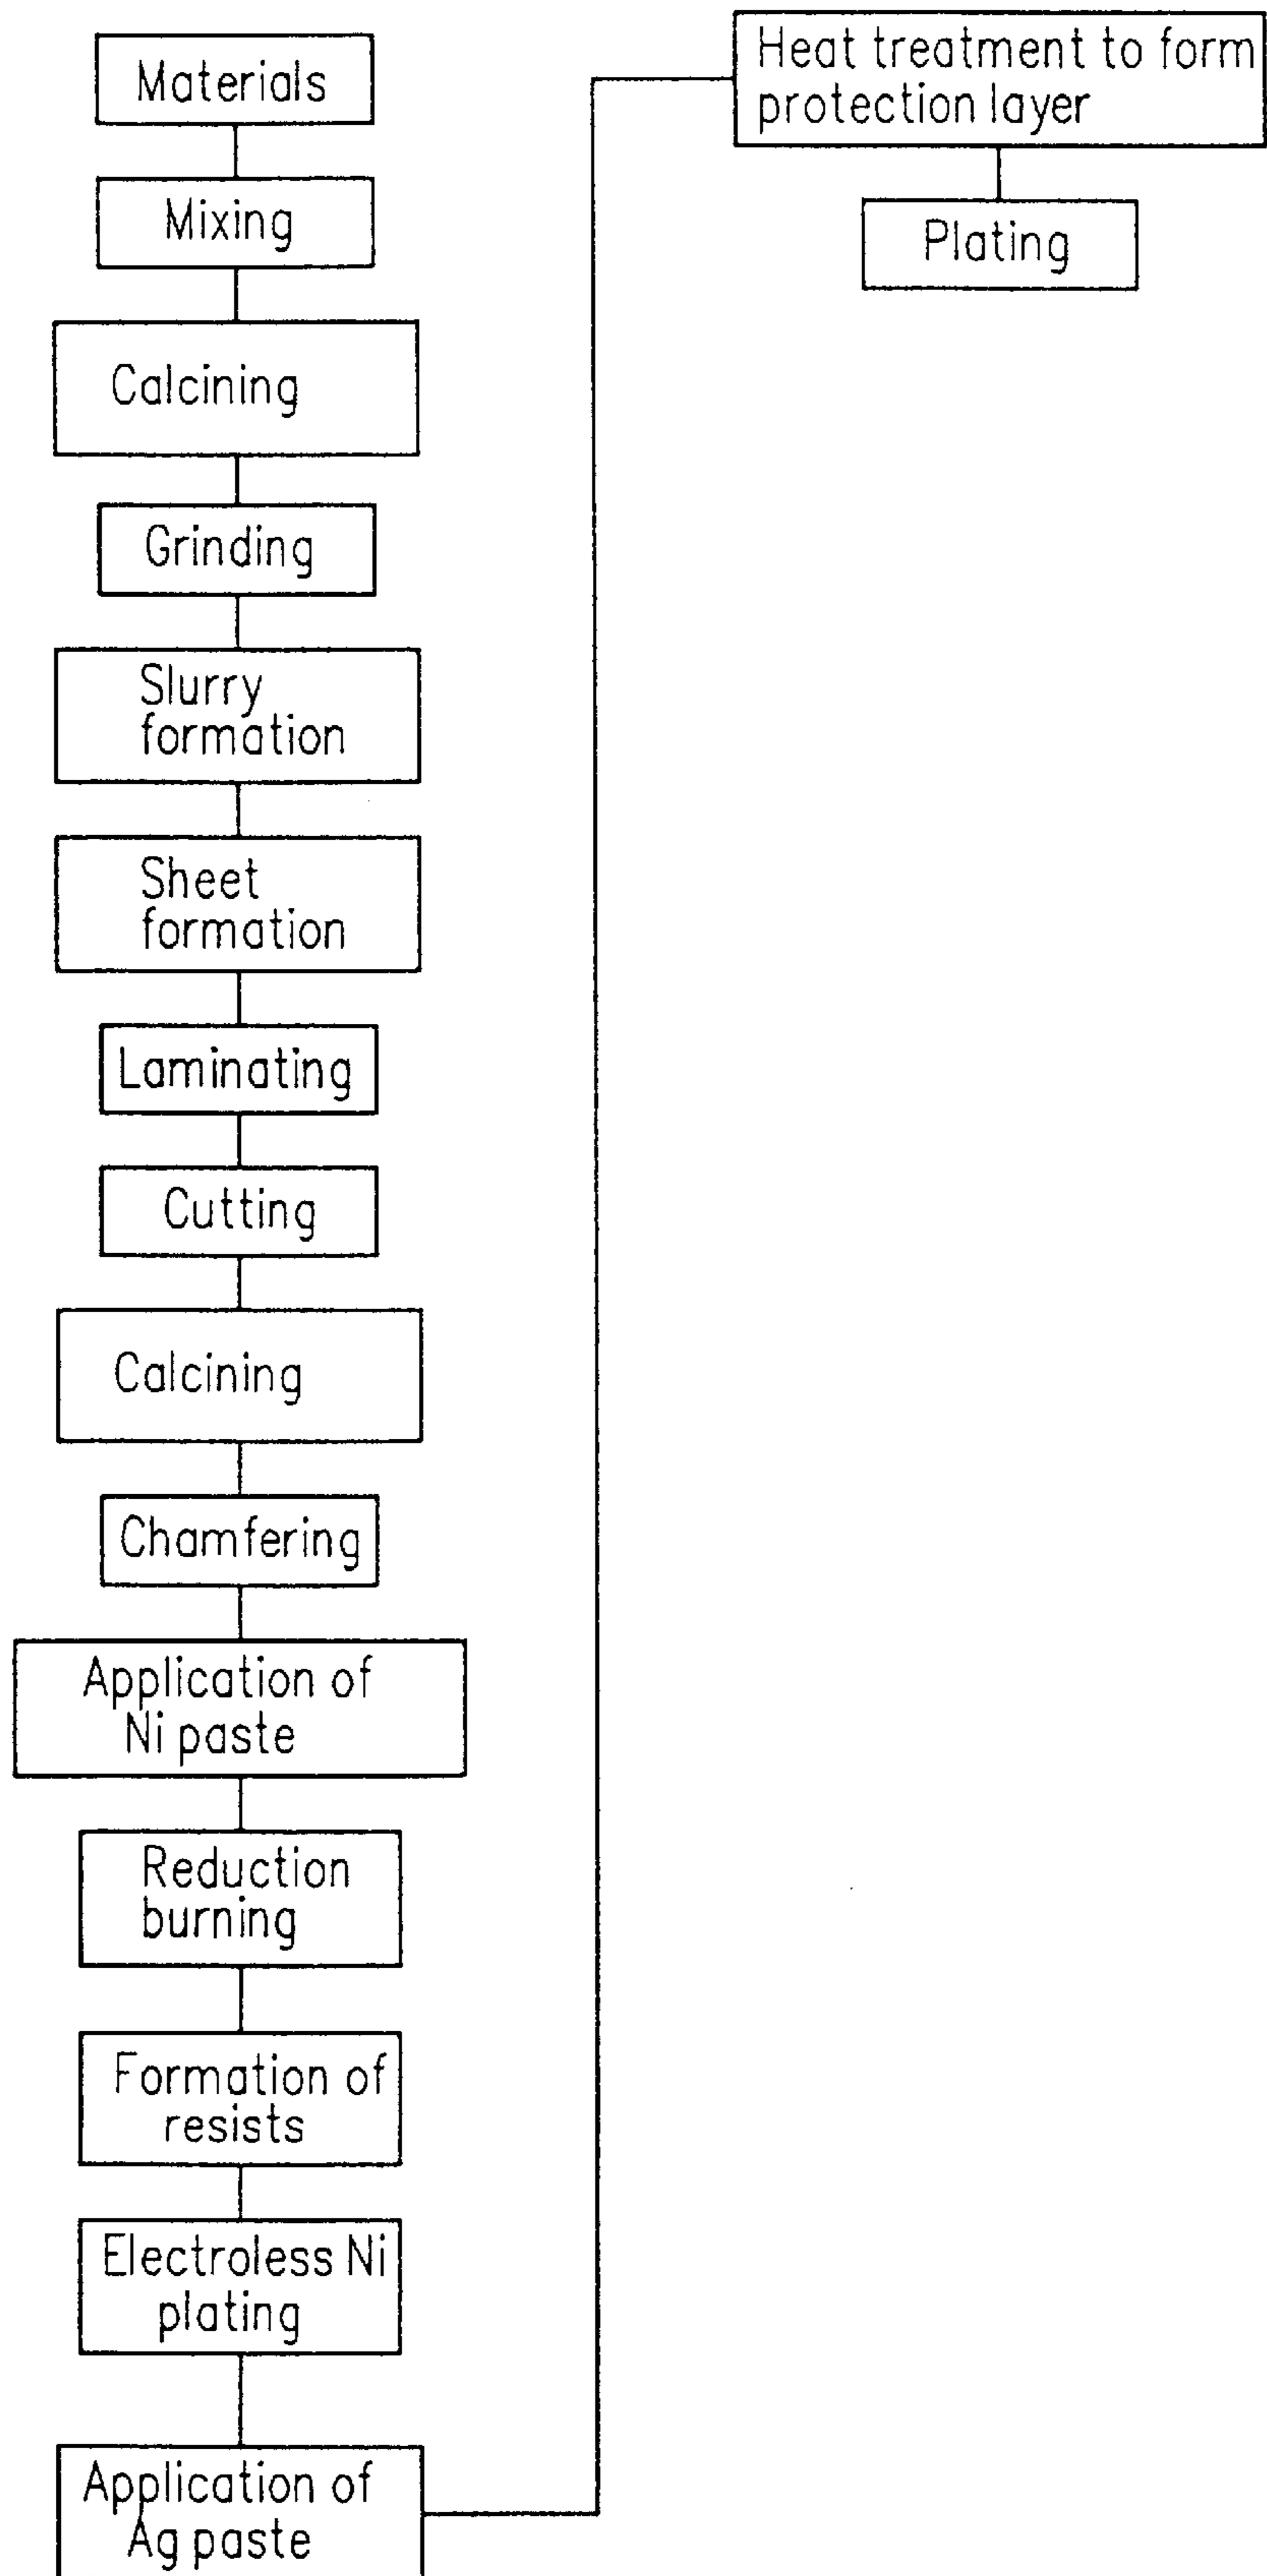 Materials
Mixing
Calcining
Grinding
Slurry
formation
Sheet
formation
Laminating
Cutting
Calcining
Chamfering
Application of
Ni paste
Reduction
burning
Formation of
resists
Electroless Ni
plating
Application of
Ag paste
Heat treatment to form
protection layer
Plating